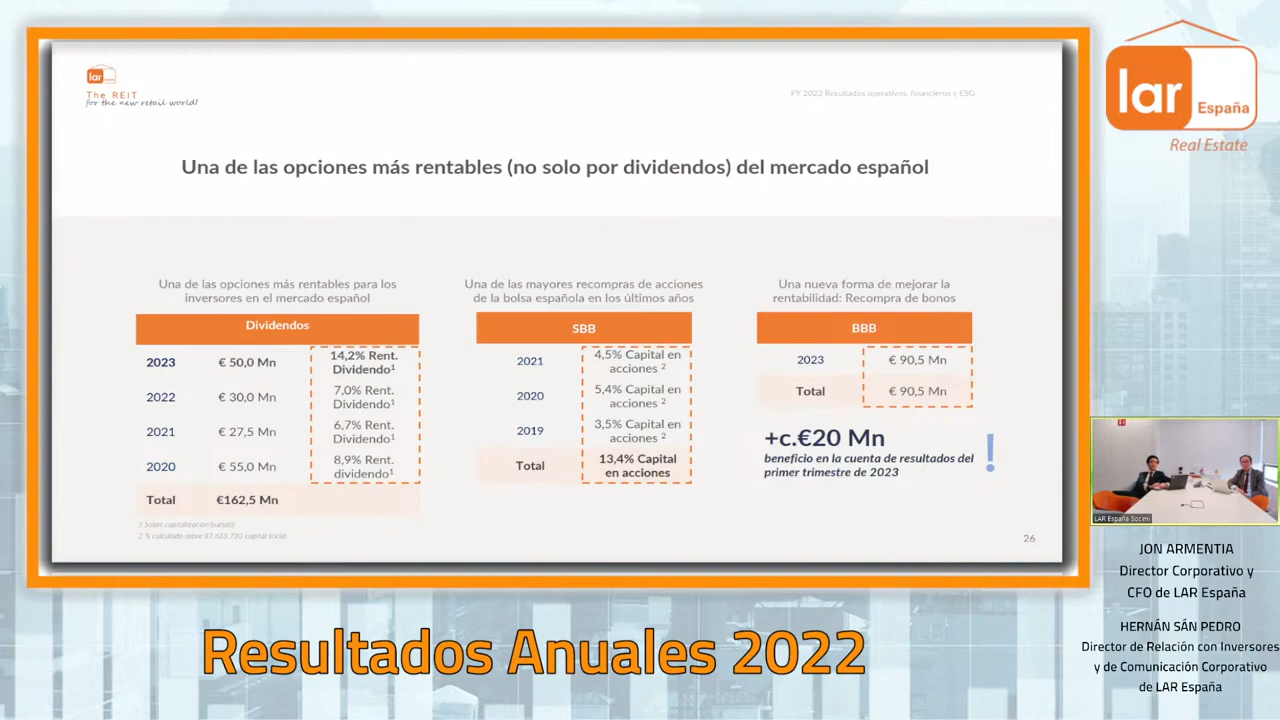 lar
The REIT
for the new retail world!
FY 2022 Resultados operativos, financieros y ESG
Una de las opciones más rentables (no solo por dividendos) del mercado español
Una de las opciones más rentables para los
inversores en el mercado español
Dividendos
2023 € 50,0 Mn 14,2% Rent. Dividendo¹
2022 € 30,0 Mn 7,0% Rent. Dividendo¹
2021 € 27,5 Mn 6,7% Rent. Dividendo¹
2020 € 55,0 Mn 8,9% Rent. dividendo¹
Total €162,5 Mn
1 Sobre capitalización bursátil
2 % calculado sobre 87.633.730 capital social
Una de las mayores recompras de acciones
de la bolsa española en los últimos años
SBB
2021 4,5% Capital en acciones ²
2020 5,4% Capital en acciones ²
2019 3,5% Capital en acciones ²
Total 13,4% Capital en acciones
Una nueva forma de mejorar la
rentabilidad: Recompra de bonos
BBB
2023 € 90,5 Mn
Total € 90,5 Mn
+c.€20 Mn
beneficio en la cuenta de resultados del
primer trimestre de 2023
!
26
lar
España
Real Estate
LAR España Socimi
JON ARMENTIA
Director Corporativo y
CFO de LAR España
HERNÁN SÁN PEDRO
Director de Relación con Inversores
y de Comunicación Corporativo
de LAR España
Resultados Anuales 2022